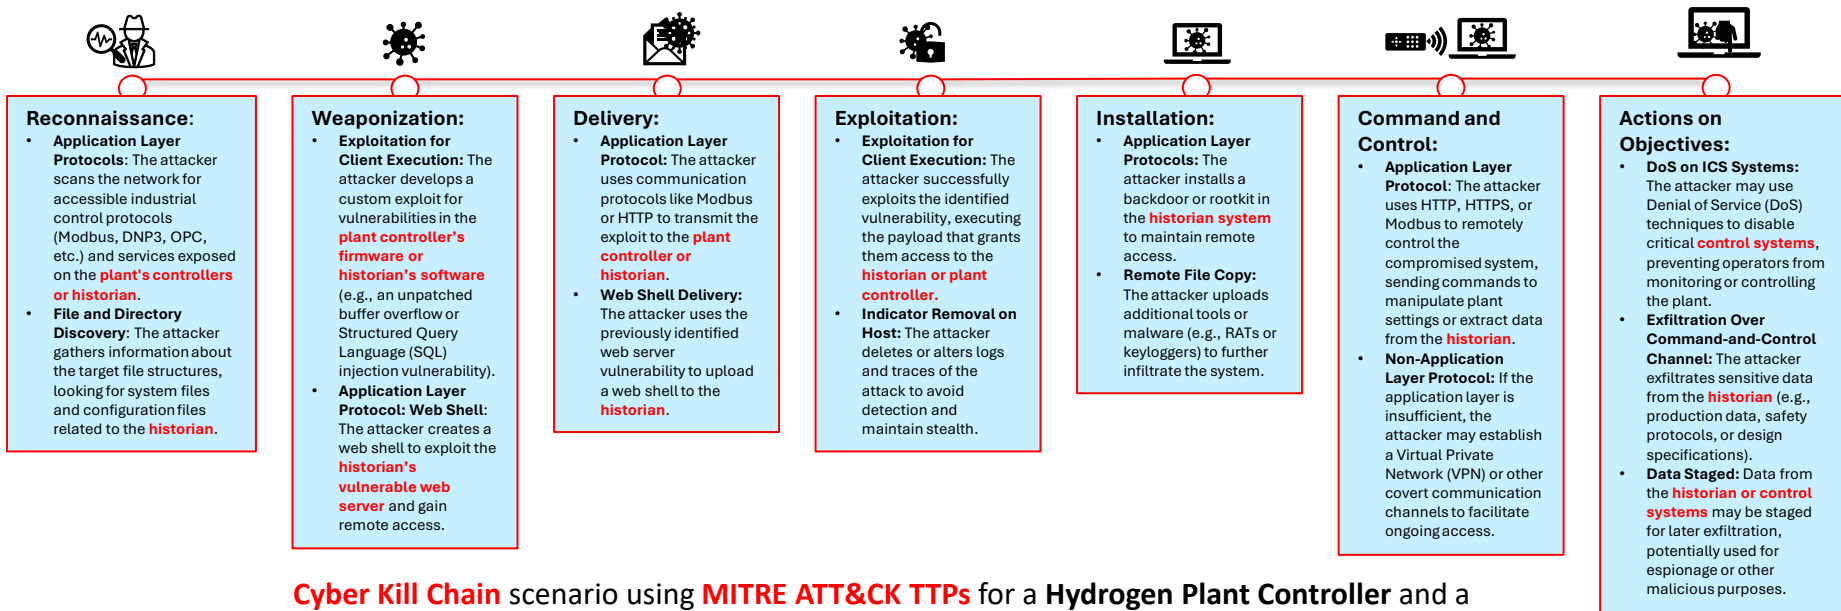 Reconnaissance:
• Application Layer
Protocols: The attacker
scans the network for
accessible industrial
control protocols
(Modbus, DNP3, OPC,
etc.) and services exposed
on the plant's controllers
or historian.
• File and Directory
Discovery: The attacker
gathers information about
the target file structures,
looking for system files
and configuration files
related to the historian.
Weaponization:
• Exploitation for
Client Execution: The
attacker develops a
custom exploit for
vulnerabilities in the
plant controller’s
firmware or
historian’s software
(e.g., an unpatched
buffer overflow or
Structured Query
Language (SQL)
injection vulnerability).
• Application Layer
Protocol: Web Shell:
The attacker creates a
web shell to exploit the
historian’s
vulnerable web
server and gain
remote access.
Delivery:
• Application Layer
Protocol: The attacker
uses communication
protocols like Modbus
or HTTP to transmit the
exploit to the plant
controller or
historian.
• Web Shell Delivery:
The attacker uses the
previously identified
web server
vulnerability to upload
a web shell to the
historian.
Exploitation:
• Exploitation for
Client Execution: The
attacker successfully
exploits the identified
vulnerability, executing
the payload that grants
them access to the
historian or plant
controller.
• Indicator Removal on
Host: The attacker
deletes or alters logs
and traces of the
attack to avoid
detection and
maintain stealth.
Installation:
• Application Layer
Protocols: The
attacker installs a
backdoor or rootkit in
the historian system
to maintain remote
access.
• Remote File Copy:
The attacker uploads
additional tools or
malware (e.g., RATs or
keyloggers) to further
infiltrate the system.
Command and
Control:
• Application Layer
Protocol: The attacker
uses HTTP, HTTPS, or
Modbus to remotely
control the
compromised system,
sending commands to
manipulate plant
settings or extract data
from the historian.
• Non-Application
Layer Protocol: If the
application layer is
insufficient, the
attacker may establish
a Virtual Private
Network (VPN) or other
covert communication
channels to facilitate
ongoing access.
Actions on
Objectives:
• DoS on ICS Systems:
The attacker may use
Denial of Service (DoS)
techniques to disable
critical control systems,
preventing operators from
monitoring or controlling
the plant.
• Exfiltration Over
Command-and-Control
Channel: The attacker
exfiltrates sensitive data
from the historian (e.g.,
production data, safety
protocols, or design
specifications).
• Data Staged: Data from
the historian or control
systems may be staged
for later exfiltration,
potentially used for
espionage or other
malicious purposes.
Cyber Kill Chain scenario using MITRE ATT&CK TTPs for a Hydrogen Plant Controller and a